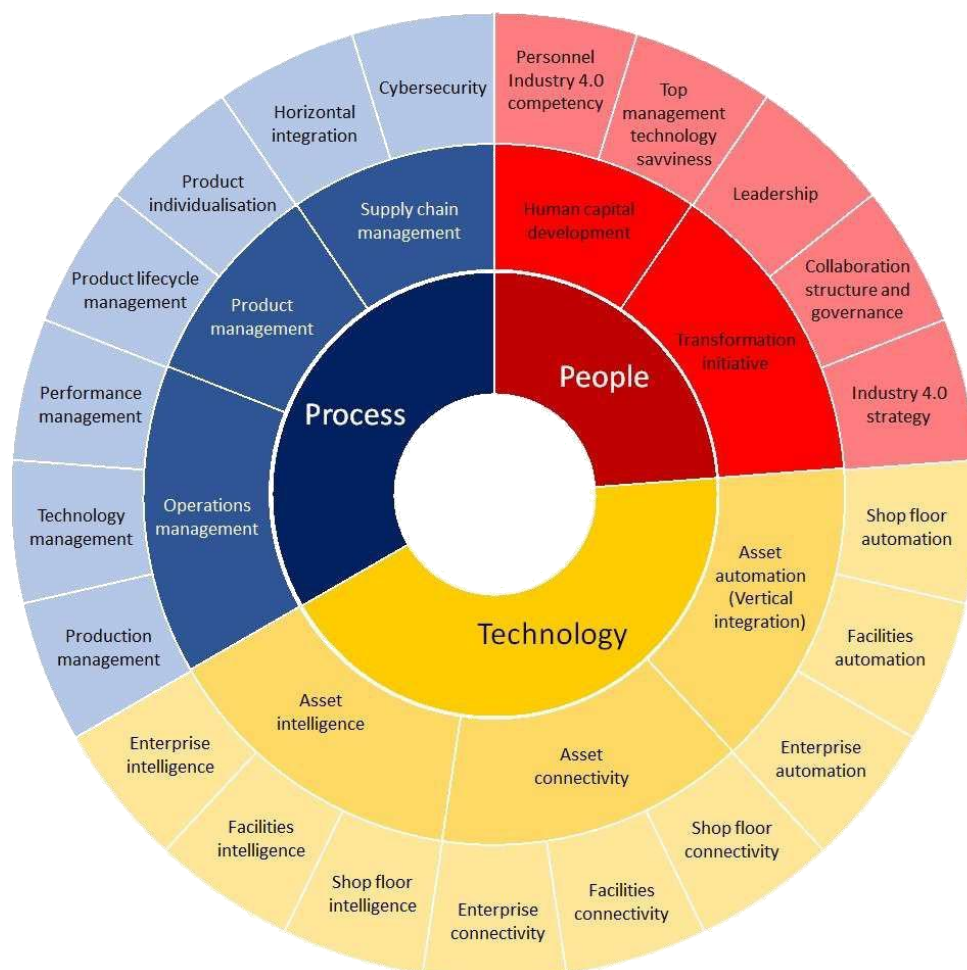 Personnel
Industry 4.0
competency
Top
management
technology
savviness
Leadership
Collaboration
structure and
governance
Industry 4.0
strategy
Shop floor
automation
Facilities
automation
Enterprise
automation
Shop floor
connectivity
Facilities
connectivity
Enterprise
connectivity
Shop floor
intelligence
Facilities
intelligence
Enterprise
intelligence
Production
management
Technology
management
Performance
management
Product lifecycle
management
Product
individualisation
Horizontal
integration
Cybersecurity
Human capital
development
Transformation
initiative
Asset
automation
(Vertical
integration)
Asset
connectivity
Asset
intelligence
Operations
management
Product
management
Supply chain
management
People
Technology
Process